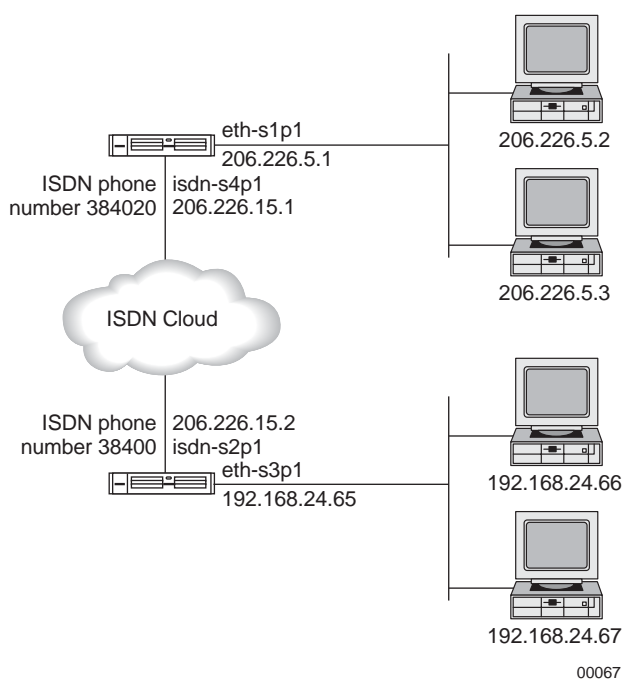 206.226.5.2
eth-s1p1
206.226.5.1
ISDN phone
number 384020
isdn-s4p1
206.226.15.1
206.226.5.3
ISDN Cloud
ISDN phone
number 38400
206.226.15.2
isdn-s2p1
eth-s3p1
192.168.24.65
192.168.24.66
192.168.24.67
00067